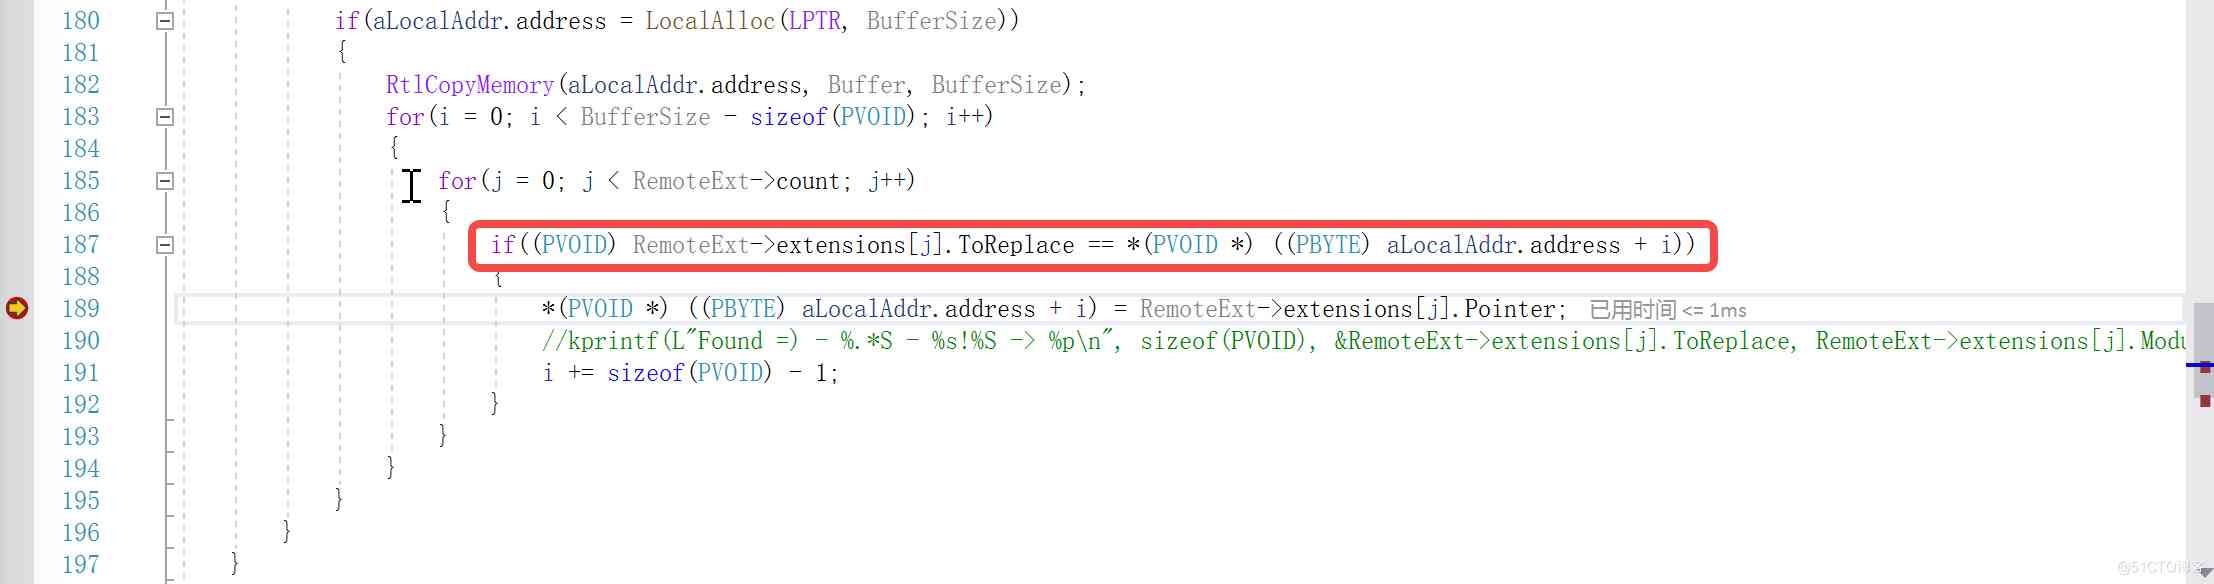 180 if(aLocalAddr.address = LocalAlloc(LPTR, BufferSize))
181 {
182 RtlCopyMemory(aLocalAddr.address, Buffer, BufferSize);
183 for(i = 0; i < BufferSize - sizeof(PVOID); i++)
184 {
185 for(j = 0; j < RemoteExt->count; j++)
186 {
187 if((PVOID) RemoteExt->extensions[j].ToReplace == *(PVOID *) ((PBYTE) aLocalAddr.address + i))
188 {
189 *(PVOID *) ((PBYTE) aLocalAddr.address + i) = RemoteExt->extensions[j].Pointer; 已用时间 <= 1ms
190 //kprintf(L"Found =) - %.*S - %s!%S -> %p\n", sizeof(PVOID), &RemoteExt->extensions[j].ToReplace, RemoteExt->extensions[j].Modu
191 i += sizeof(PVOID) - 1;
192 }
193 }
194 }
195 }
196 }
197 }
@51CTO博客